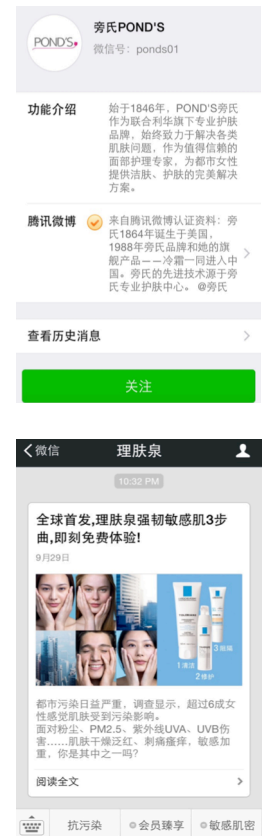 POND'S
旁氏POND'S
微信号：ponds01
功能介绍
始于1846年，POND'S旁氏
作为联合利华旗下专业护肤
品牌，始终致力于解决各类
肌肤问题，作为值得信赖的
面部护理专家，为都市女性
提供洁肤、护肤的完美解决
方案。
腾讯微博
来自腾讯微博认证资料：旁
氏1864年诞生于美国，
1988年旁氏品牌和她的旗
舰产品——冷霜一同进入中
国。旁氏的先进技术源于旁
氏专业护肤中心。 @旁氏
查看历史消息
关注
微信
理肤泉
10:32 PM
全球首发,理肤泉强韧敏感肌3步
曲,即刻免费体验!
9月29日
1清洁
2修护
3隔离
都市污染日益严重，调查显示，超过6成女
性感觉肌肤受到污染影响。
面对粉尘、PM2.5、紫外线UVA、UVB伤
害……肌肤干燥泛红、刺痛瘙痒，敏感加
重，你是其中之一吗？
阅读全文
抗污染
会员臻享
敏感肌密